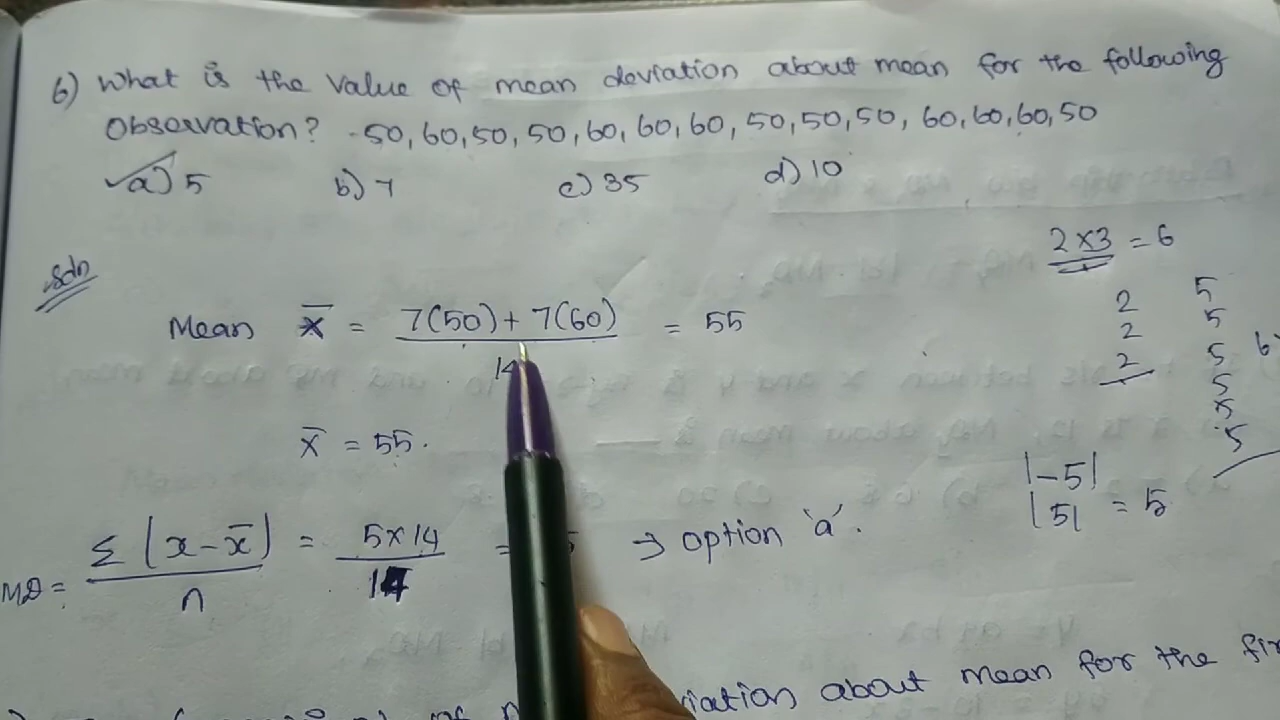 6) What is the value of mean deviation about mean for the following
Observation? 50, 60, 50, 50, 60, 60, 60, 50, 50, 50, 60, 60, 60, 50
a) 5 b) 7 c) 35 d) 10
2×3 = 6
Soln
2 5
2 5
2 5
5
5
5
Mean x̄ = 7(50) + 7(60) / 14 = 55
x̄ = 55.
|-5|
|5| = 5
MD = Σ |x - x̄| / n = 5×14 / 14 = → option 'a'.
deviation about mean for the